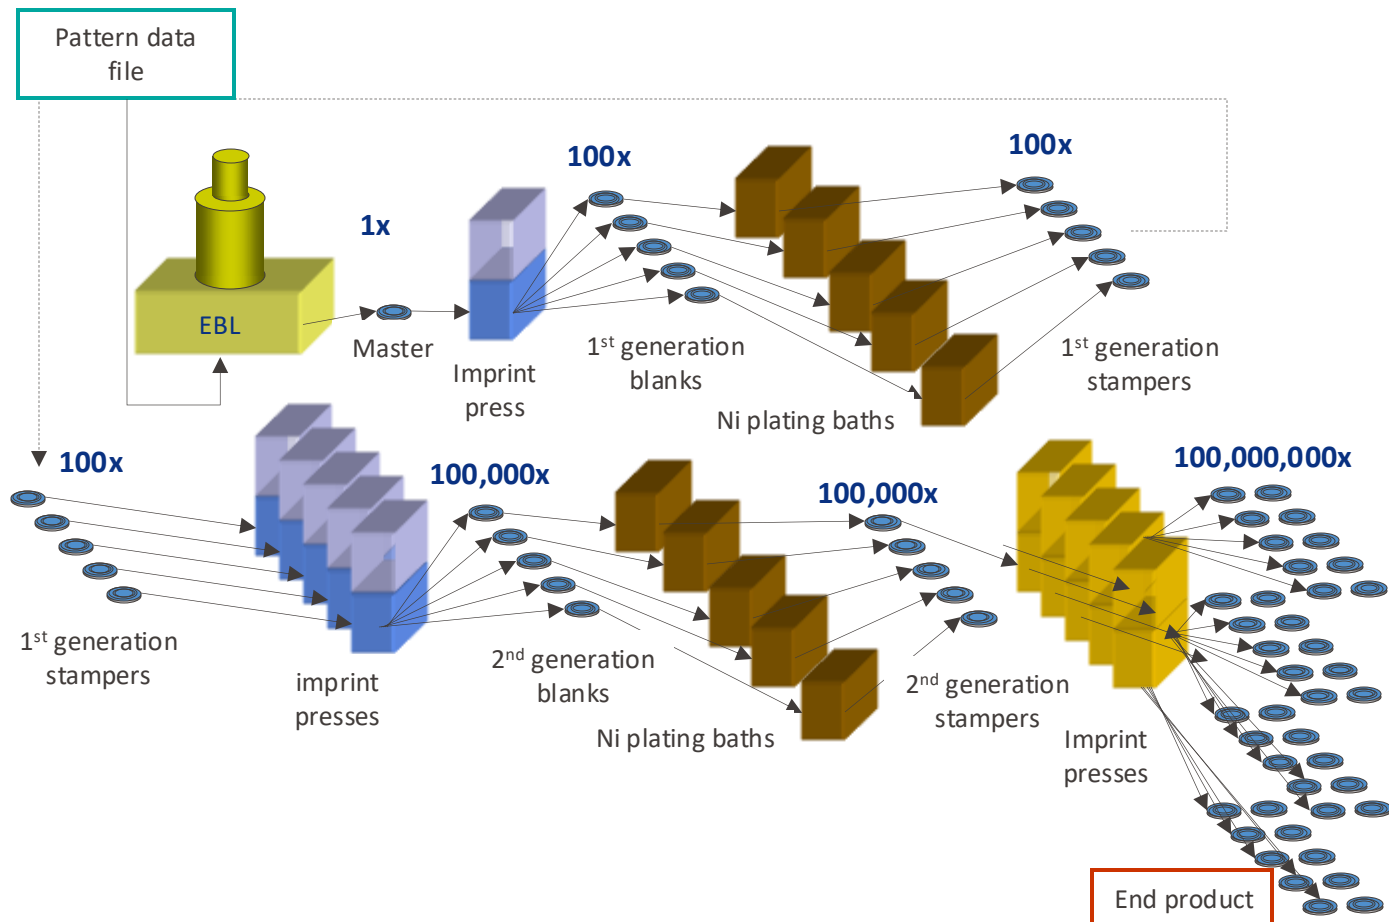 Pattern data
file
100x
100x
1x
EBL
Master
Imprint
press
1st generation
blanks
1st generation
stampers
Ni plating baths
100x
100,000x
100,000x
100,000,000x
1st generation
stampers
imprint
presses
2nd generation
blanks
Ni plating baths
2nd generation
stampers
Imprint
presses
End product